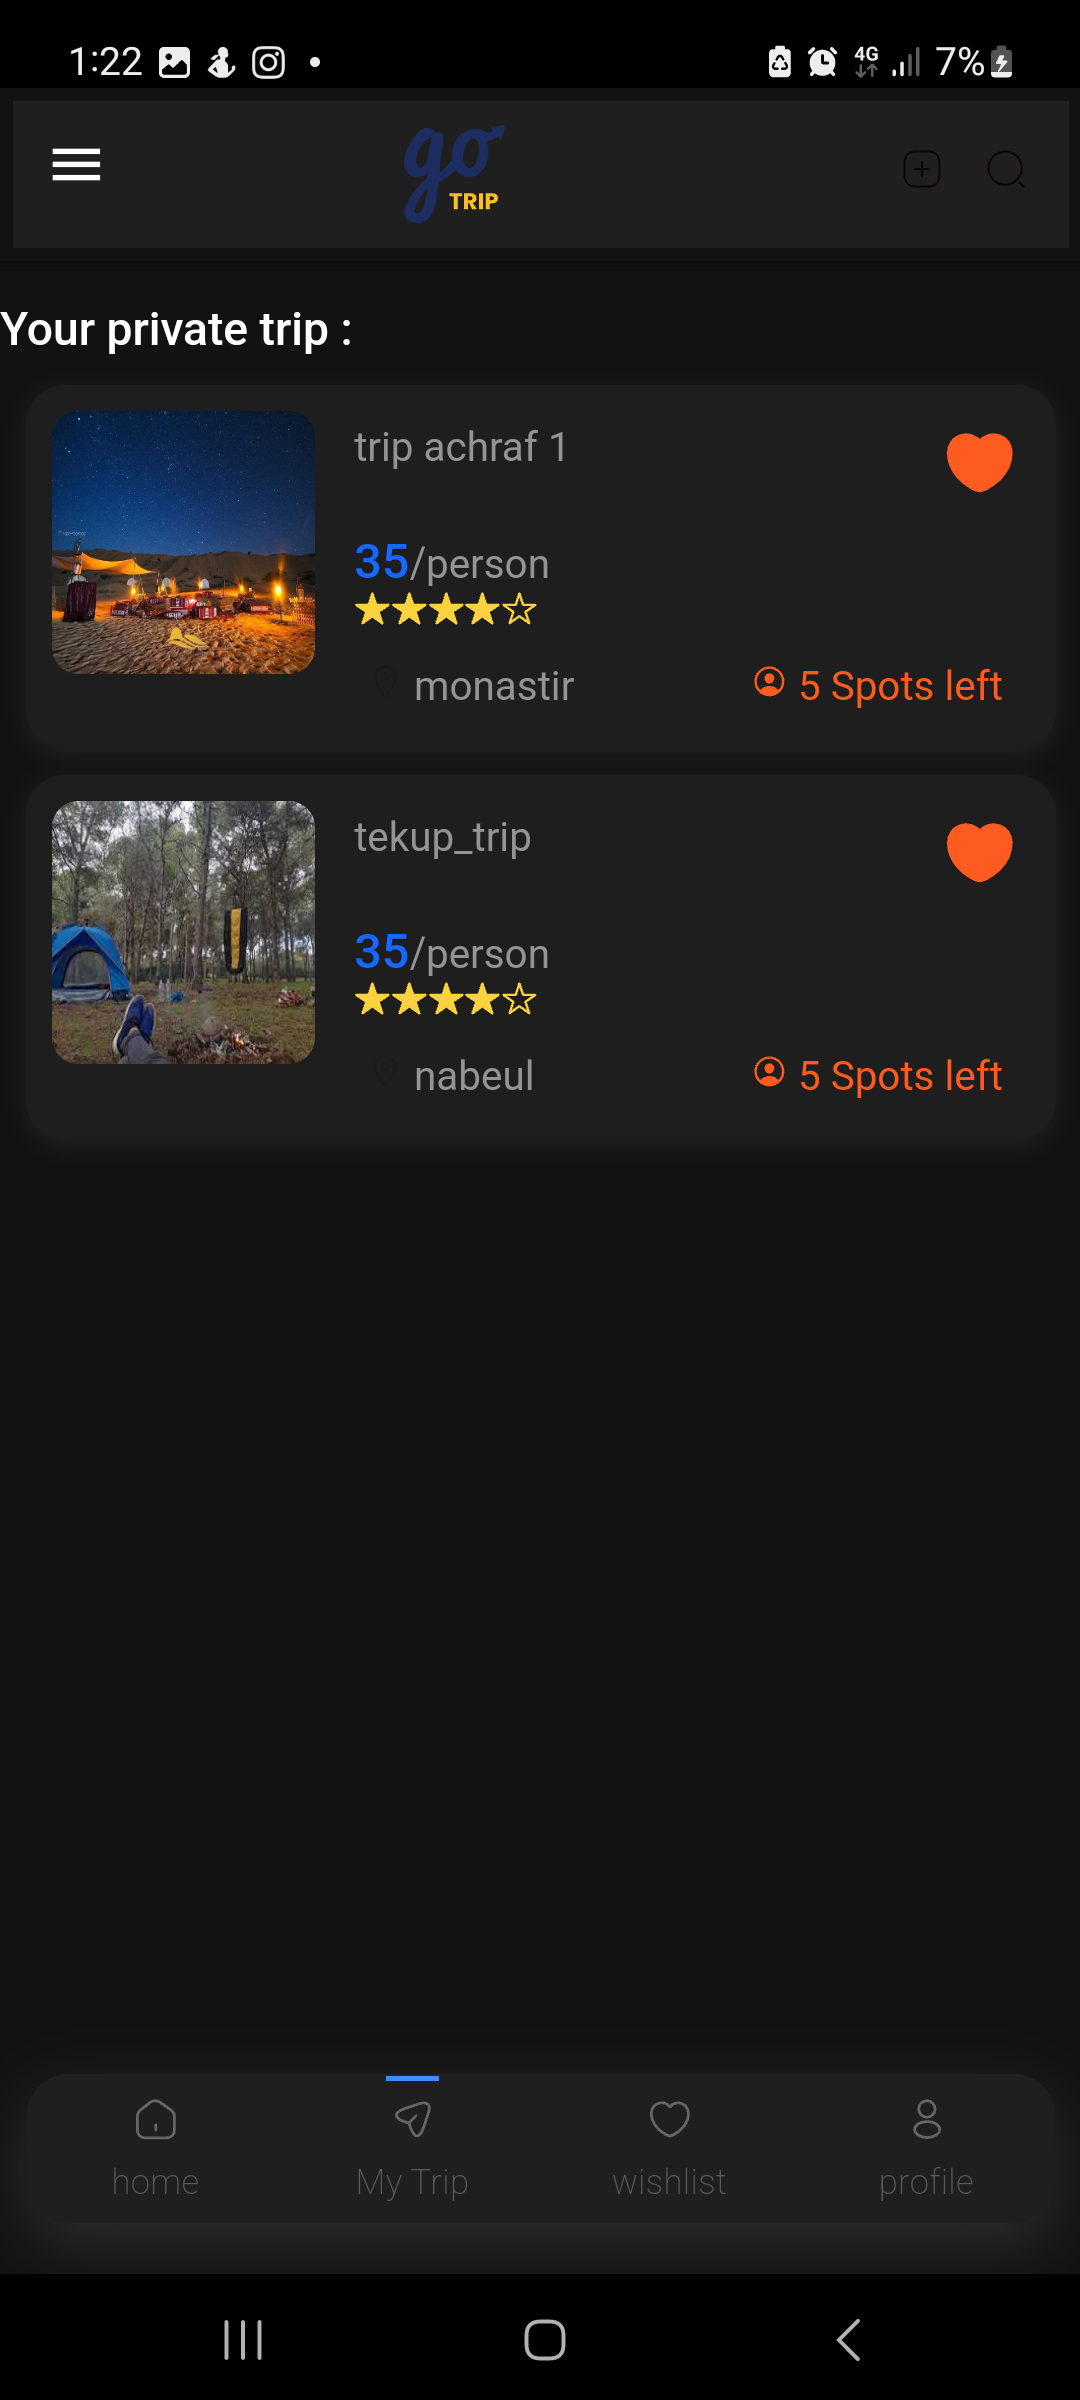 1:22 4G 7%
go
TRIP
Your private trip :
trip achraf 1
35/person
monastir 5 Spots left
tekup_trip
35/person
nabeul 5 Spots left
home My Trip wishlist profile